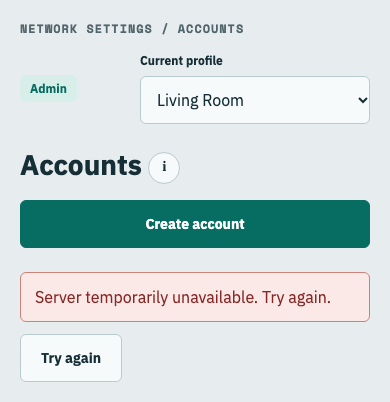 NETWORK SETTINGS / ACCOUNTS
Current profile
Admin
Living Room
Accounts i
Create account
Server temporarily unavailable. Try again.
Try again